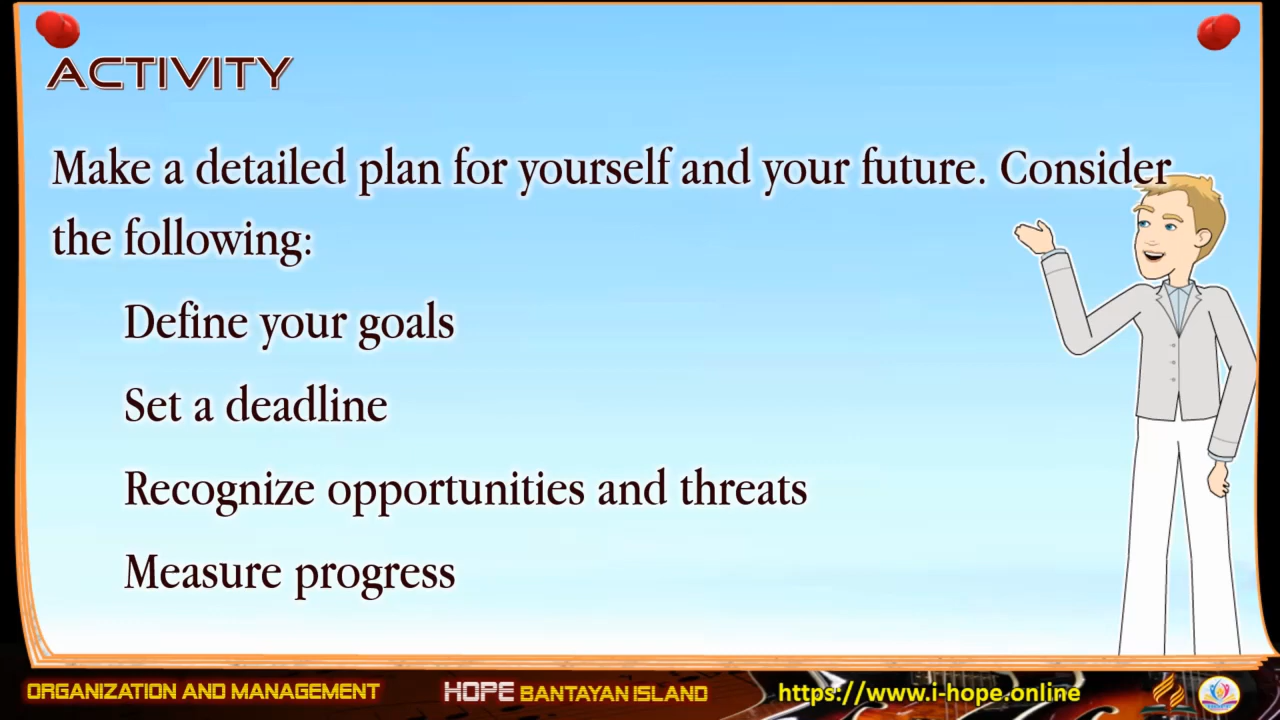 ACTIVITY
Make a detailed plan for yourself and your future. Consider
the following:
Define your goals
Set a deadline
Recognize opportunities and threats
Measure progress
ORGANIZATION AND MANAGEMENT HOPE BANTAYAN ISLAND https://www.i-hope.online